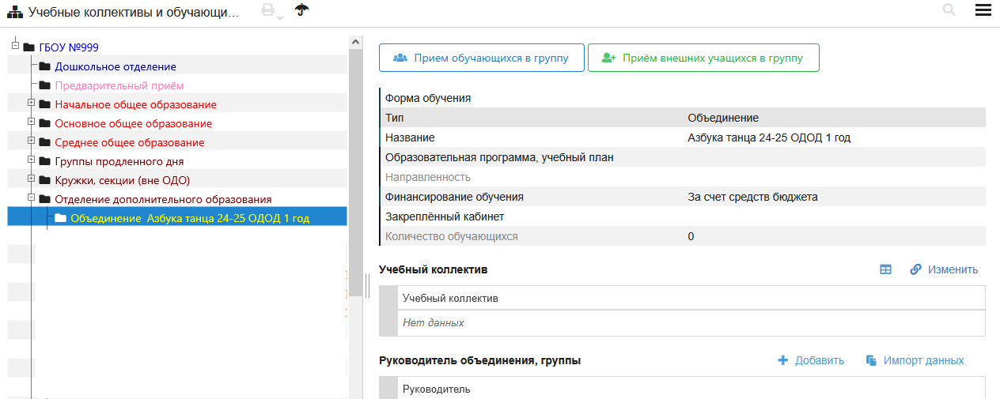 Учебные коллективы и обучающи...
ГБОУ №999
Дошкольное отделение
Предварительный приём
Начальное общее образование
Основное общее образование
Среднее общее образование
Группы продленного дня
Кружки, секции (вне ОДО)
Отделение дополнительного образования
Объединение Азбука танца 24-25 ОДОД 1 год
Прием обучающихся в группу
Приём внешних учащихся в группу
Форма обучения
Тип Объединение
Название Азбука танца 24-25 ОДОД 1 год
Образовательная программа, учебный план
Направленность
Финансирование обучения За счет средств бюджета
Закреплённый кабинет
Количество обучающихся 0
Учебный коллектив Изменить
Учебный коллектив
Нет данных
Руководитель объединения, группы Добавить Импорт данных
Руководитель